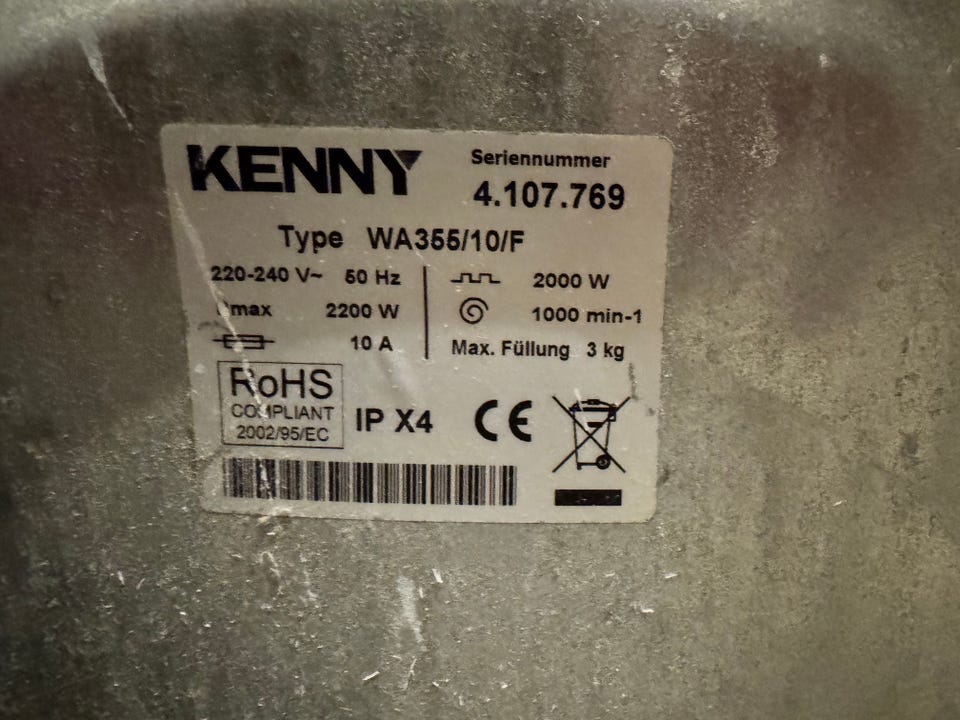 KENNY
Seriennummer
4.107.769
Type WA355/10/F
220-240 V~ 50 Hz
Pmax 2200 W
10 A
2000 W
1000 min-1
Max. Füllung 3 kg
RoHS
COMPLIANT
2002/95/EC
IP X4
CE